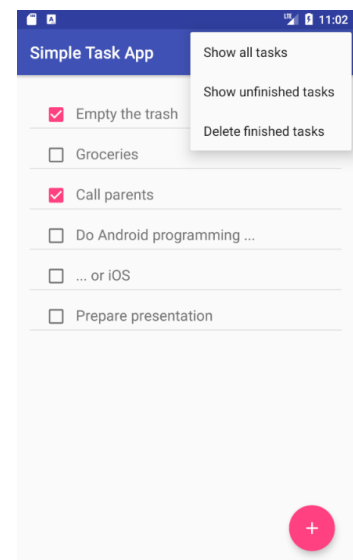 11:02
Simple Task App
Show all tasks
Show unfinished tasks
Delete finished tasks
Empty the trash
Groceries
Call parents
Do Android programming ...
... or iOS
Prepare presentation
+